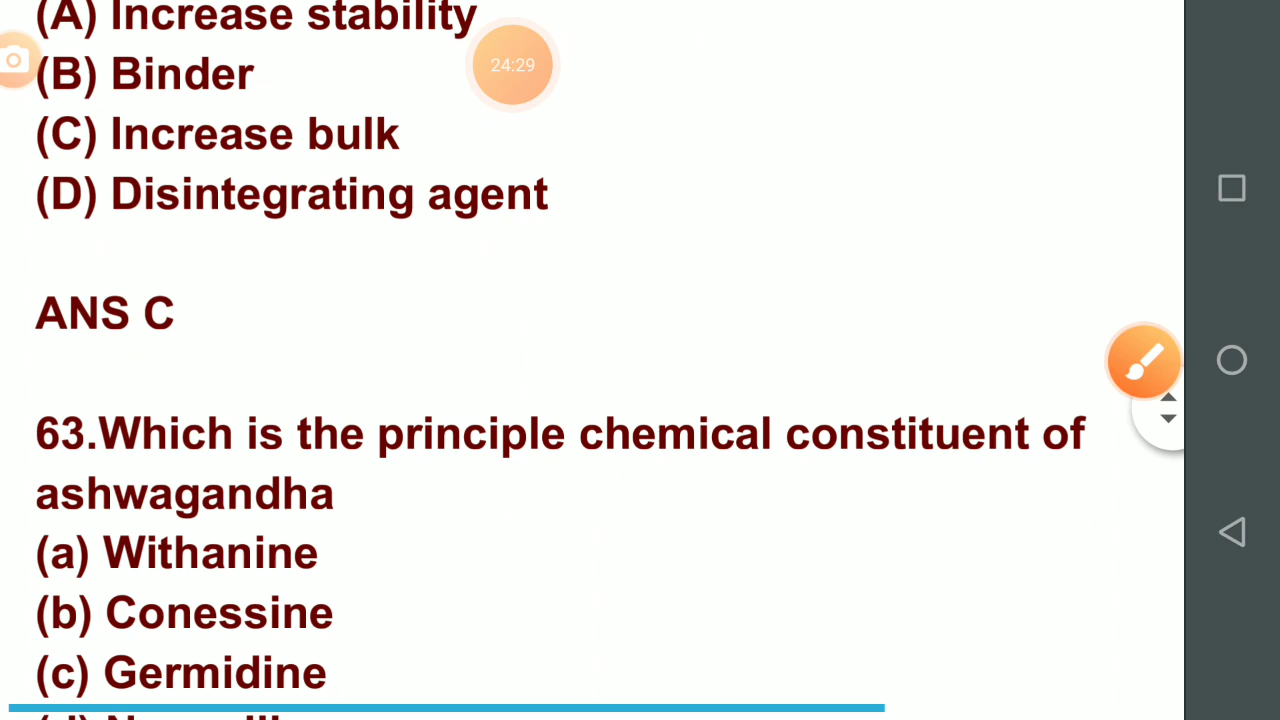 (A) Increase stability
24:29
(B) Binder
(C) Increase bulk
(D) Disintegrating agent
ANS C
63.Which is the principle chemical constituent of
ashwagandha
(a) Withanine
(b) Conessine
(c) Germidine